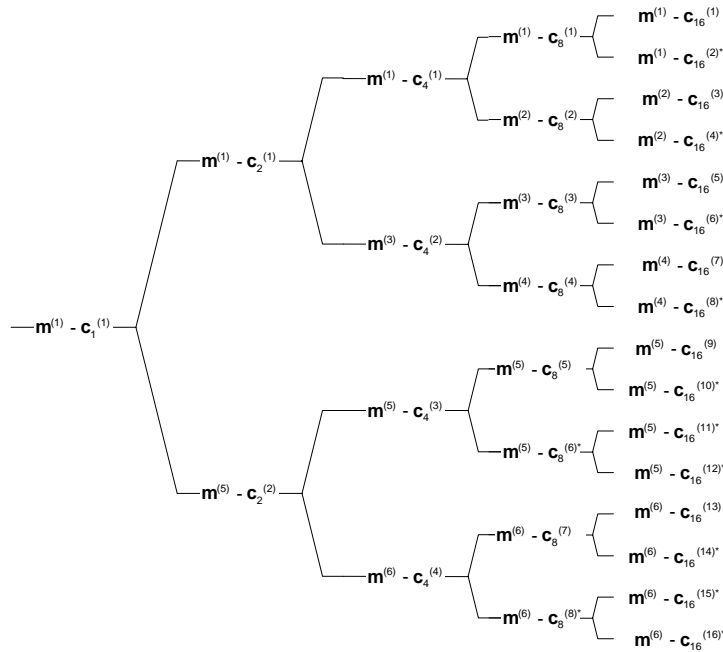 m(1) - c1(1)
m(1) - c2(1)
m(5) - c2(2)
m(1) - c4(1)
m(3) - c4(2)
m(5) - c4(3)
m(6) - c4(4)
m(1) - c8(1)
m(2) - c8(2)
m(3) - c8(3)
m(4) - c8(4)
m(5) - c8(5)
m(5) - c8(6)*
m(6) - c8(7)
m(6) - c8(8)*
m(1) - c16(1)
m(1) - c16(2)*
m(2) - c16(3)
m(2) - c16(4)*
m(3) - c16(5)
m(3) - c16(6)*
m(4) - c16(7)
m(4) - c16(8)*
m(5) - c16(9)
m(5) - c16(10)*
m(5) - c16(11)*
m(5) - c16(12)*
m(6) - c16(13)
m(6) - c16(14)*
m(6) - c16(15)*
m(6) - c16(16)*